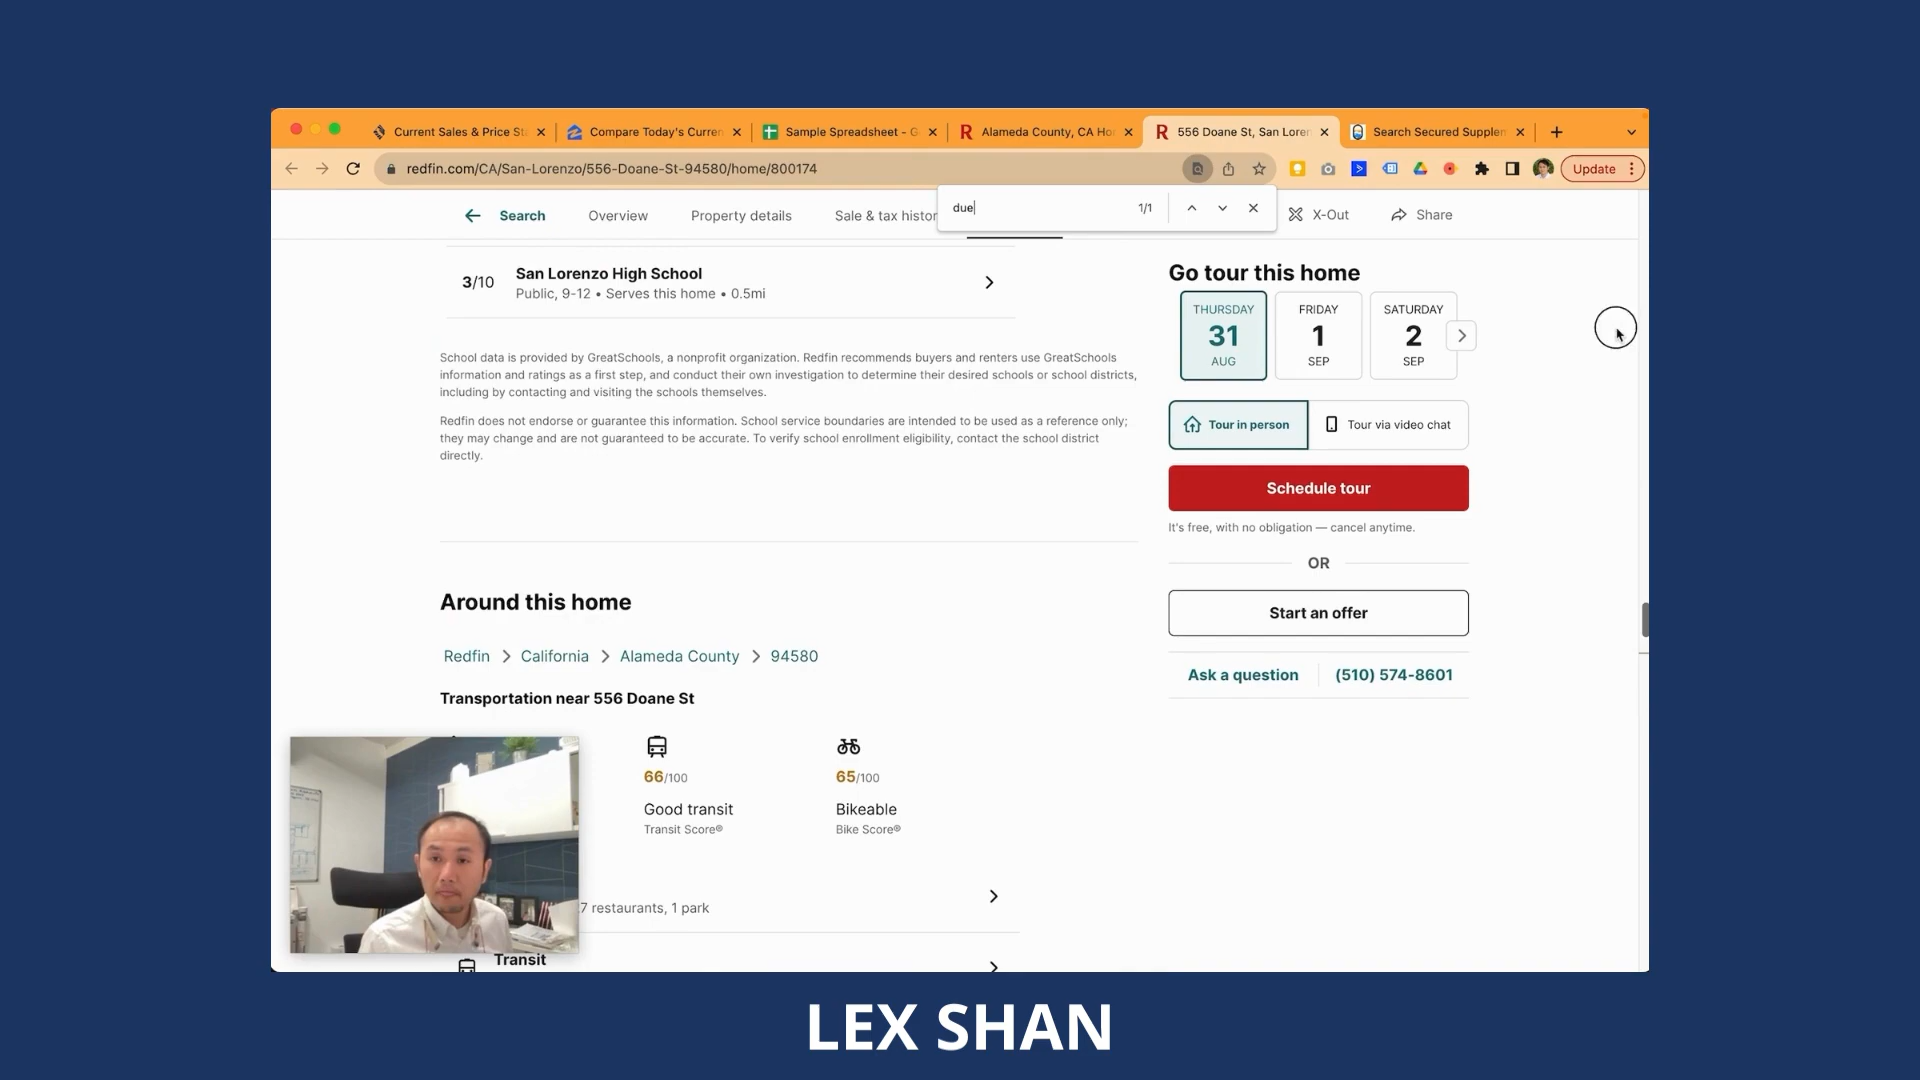 Current Sales & Price St
Compare Today's Curren
Sample Spreadsheet - G
Alameda County, CA Ho
556 Doane St, San Loren
Search Secured Supplen
redfin.com/CA/San-Lorenzo/556-Doane-St-94580/home/800174
Update
due
1/1
Search
Overview
Property details
Sale & tax histor
X-Out
Share
3/10
San Lorenzo High School
Public, 9-12 • Serves this home • 0.5mi
School data is provided by GreatSchools, a nonprofit organization. Redfin recommends buyers and renters use GreatSchools
information and ratings as a first step, and conduct their own investigation to determine their desired schools or school districts,
including by contacting and visiting the schools themselves.
Redfin does not endorse or guarantee this information. School service boundaries are intended to be used as a reference only;
they may change and are not guaranteed to be accurate. To verify school enrollment eligibility, contact the school district
directly.
Around this home
Redfin > California > Alameda County > 94580
Transportation near 556 Doane St
66/100
Good transit
Transit Score®
65/100
Bikeable
Bike Score®
7 restaurants, 1 park
Transit
Go tour this home
THURSDAY
31
AUG
FRIDAY
1
SEP
SATURDAY
2
SEP
Tour in person
Tour via video chat
Schedule tour
It's free, with no obligation — cancel anytime.
OR
Start an offer
Ask a question
(510) 574-8601
LEX SHAN